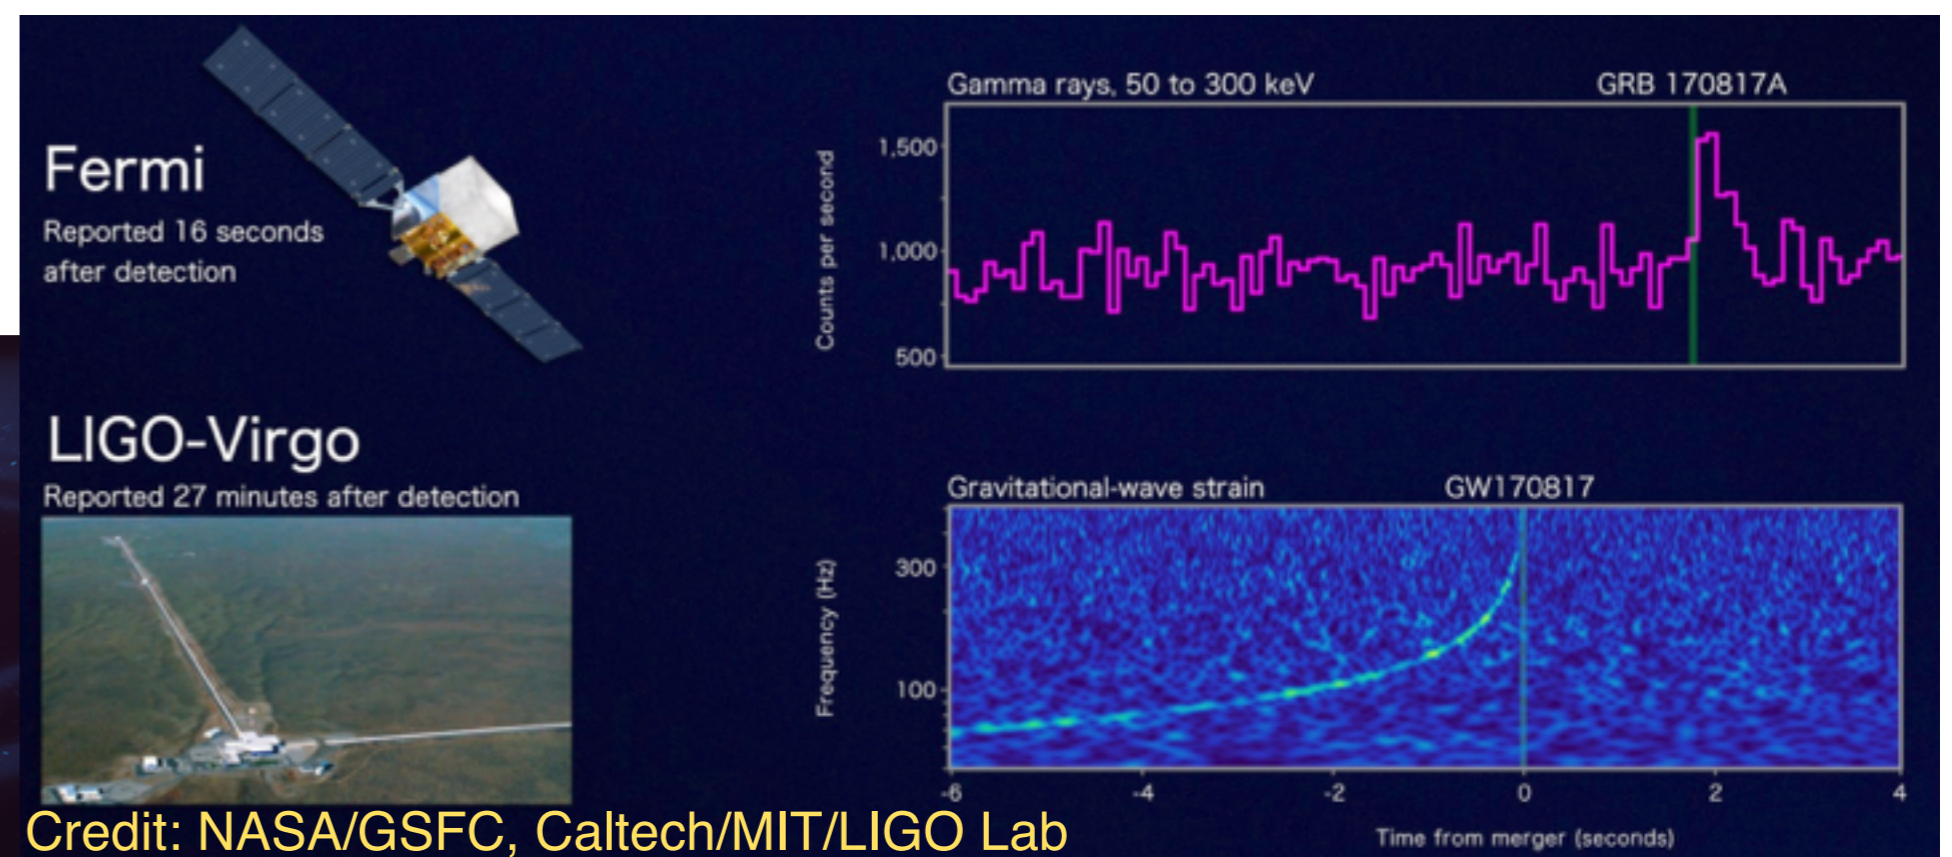 Fermi
Reported 16 seconds
after detection
Gamma rays, 50 to 300 keV
GRB 170817A
Counts per second
1,500
1,000
500
LIGO-Virgo
Reported 27 minutes after detection
Gravitational-wave strain
GW170817
Frequency (Hz)
300
100
-6
-4
-2
0
2
4
Time from merger (seconds)
Credit: NASA/GSFC, Caltech/MIT/LIGO Lab